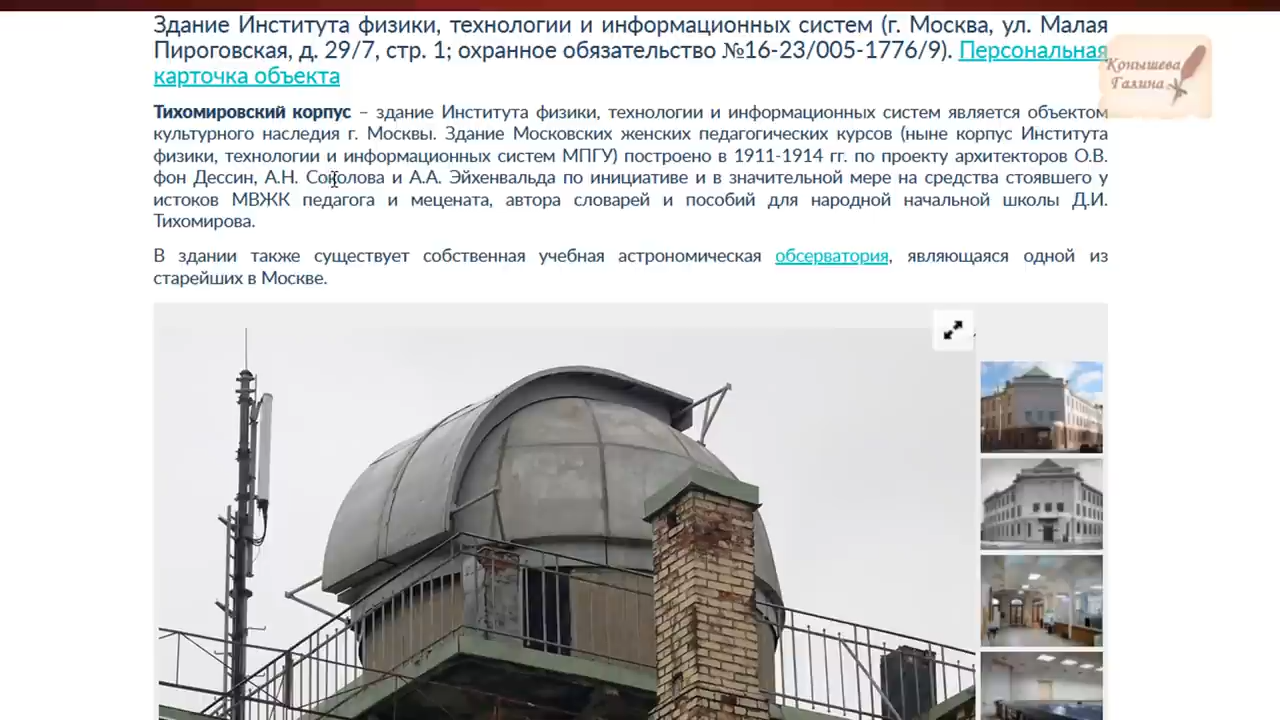 Здание Института физики, технологии и информационных систем (г. Москва, ул. Малая
Пироговская, д. 29/7, стр. 1; охранное обязательство №16-23/005-1776/9). Персональная
карточка объекта
Конышева
Галина
Тихомировский корпус – здание Института физики, технологии и информационных систем является объектом
культурного наследия г. Москвы. Здание Московских женских педагогических курсов (ныне корпус Института
физики, технологии и информационных систем МПГУ) построено в 1911-1914 гг. по проекту архитекторов О.В.
фон Дессин, А.Н. Соколова и А.А. Эйхенвальда по инициативе и в значительной мере на средства стоявшего у
истоков МВЖК педагога и мецената, автора словарей и пособий для народной начальной школы Д.И.
Тихомирова.
В здании также существует собственная учебная астрономическая обсерватория, являющаяся одной из
старейших в Москве.